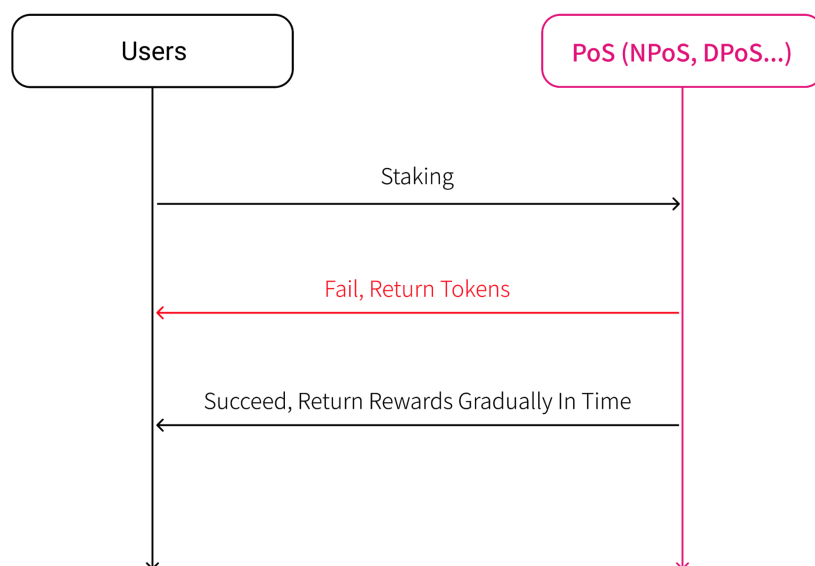 Users
PoS (NPoS, DPoS...)
Staking
Fail, Return Tokens
Succeed, Return Rewards Gradually In Time